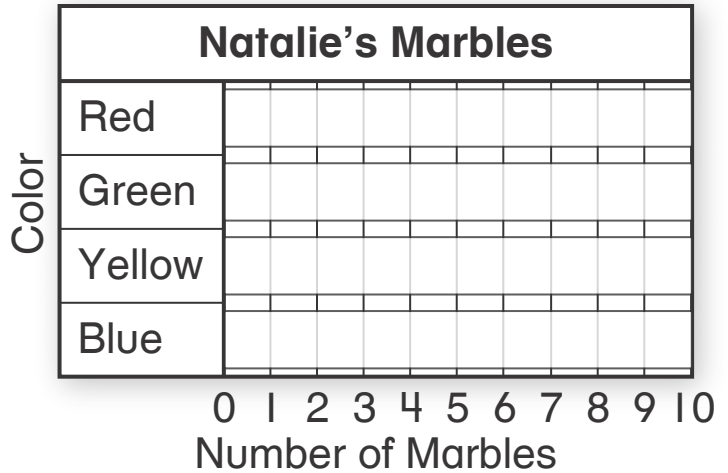 Natalie's Marbles
Color
Red
Green
Yellow
Blue
0 1 2 3 4 5 6 7 8 9 10
Number of Marbles